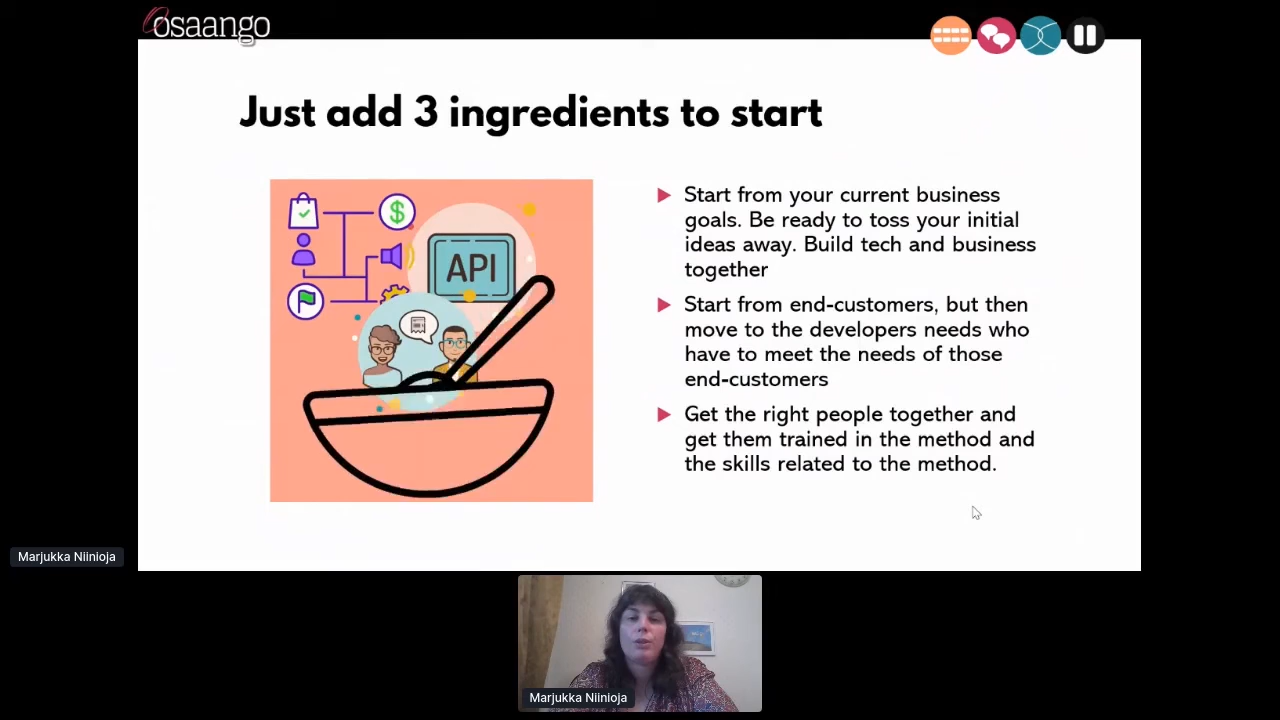 osaango
Just add 3 ingredients to start
API
Start from your current business
goals. Be ready to toss your initial
ideas away. Build tech and business
together
Start from end-customers, but then
move to the developers needs who
have to meet the needs of those
end-customers
Get the right people together and
get them trained in the method and
the skills related to the method.
Marjukka Niinioja
Marjukka Niinioja